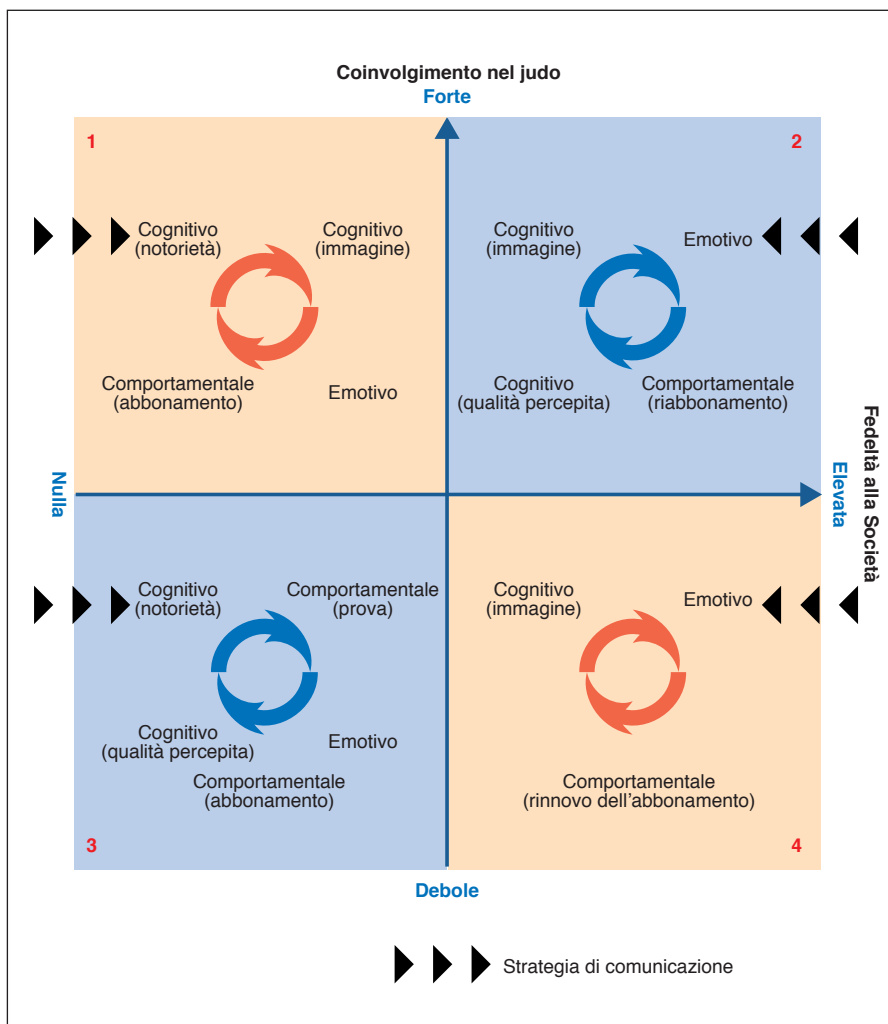 Coinvolgimento nel judo
Forte
1
2
Cognitivo
(notorietà)
Cognitivo
(immagine)
Comportamentale
(abbonamento)
Emotivo
Cognitivo
(immagine)
Emotivo
Cognitivo
(qualità percepita)
Comportamentale
(riabbonamento)
Nulla
Elevata
Fedeltà alla Società
Cognitivo
(notorietà)
Comportamentale
(prova)
Cognitivo
(qualità percepita)
Emotivo
Comportamentale
(abbonamento)
Cognitivo
(immagine)
Emotivo
Comportamentale
(rinnovo dell'abbonamento)
3
4
Debole
Strategia di comunicazione